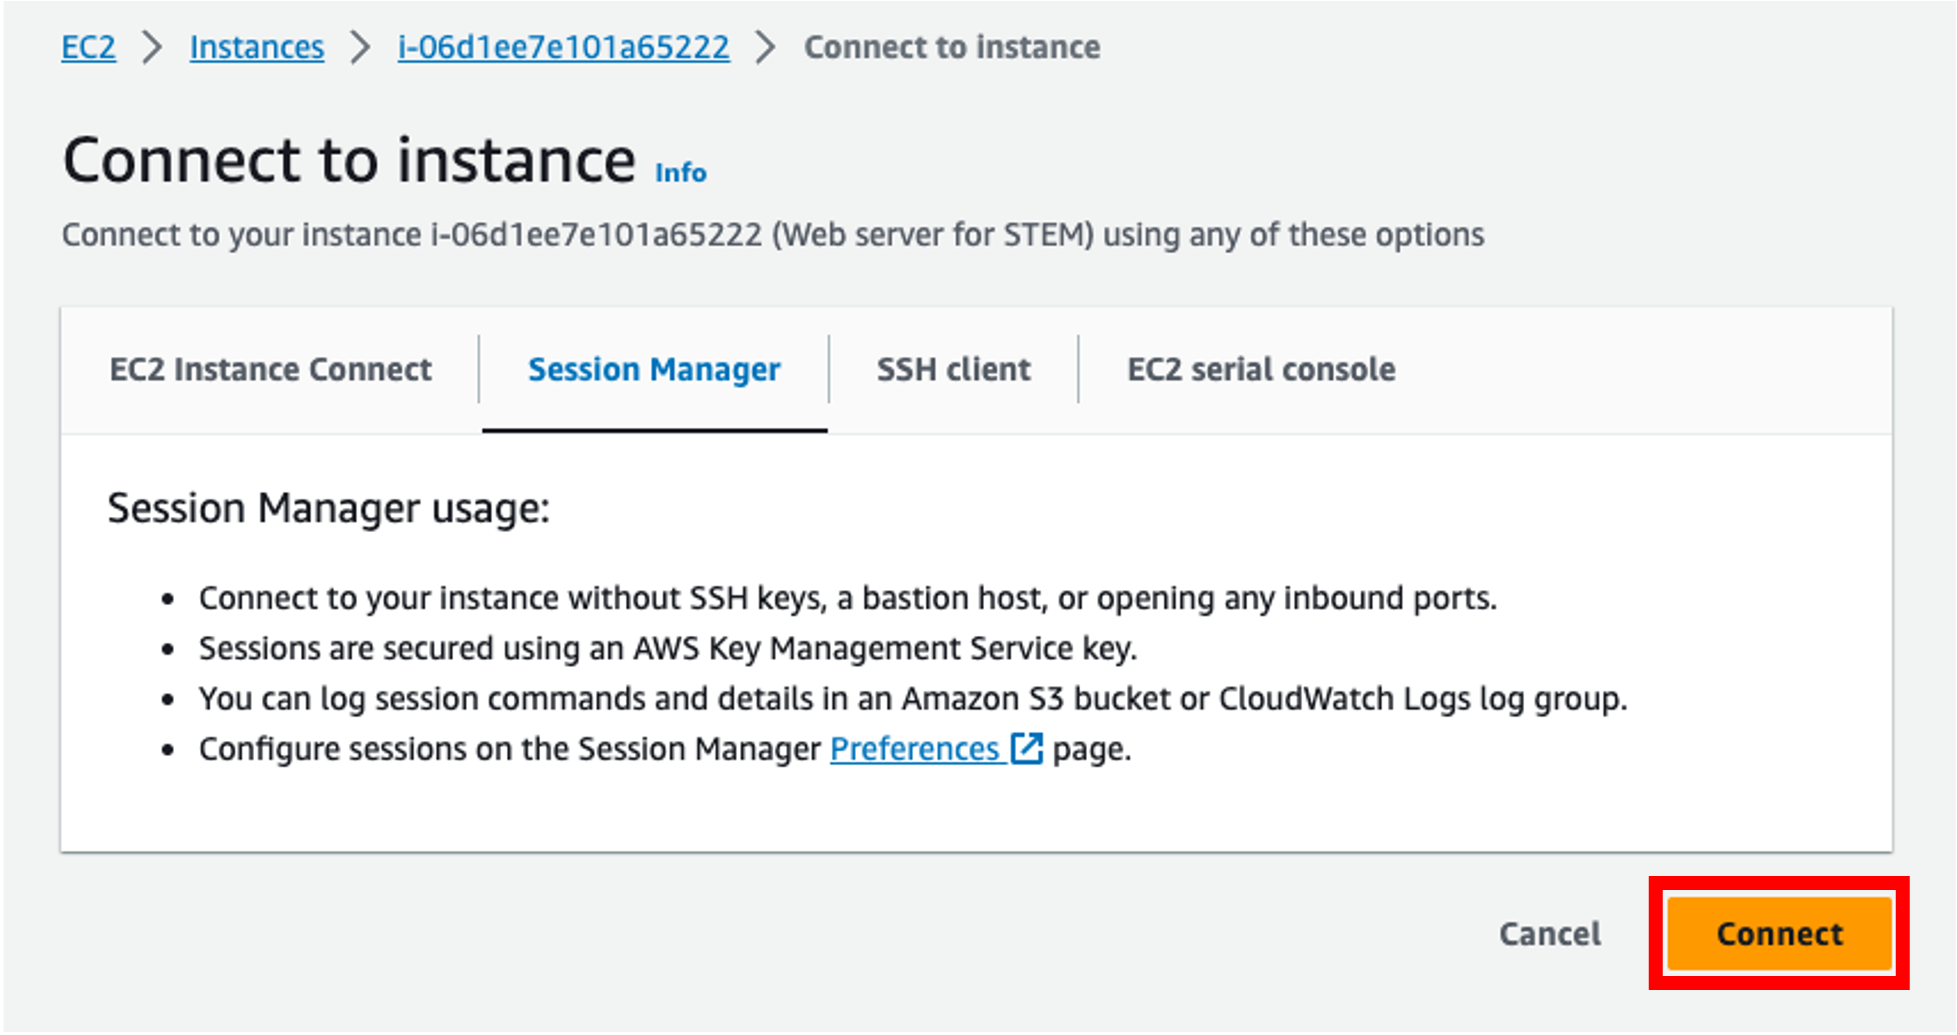 EC2 > Instances > i-06d1ee7e101a65222 > Connect to instance
Connect to instance Info
Connect to your instance i-06d1ee7e101a65222 (Web server for STEM) using any of these options
EC2 Instance Connect Session Manager SSH client EC2 serial console
Session Manager usage:
• Connect to your instance without SSH keys, a bastion host, or opening any inbound ports.
• Sessions are secured using an AWS Key Management Service key.
• You can log session commands and details in an Amazon S3 bucket or CloudWatch Logs log group.
• Configure sessions on the Session Manager Preferences page.
Cancel Connect